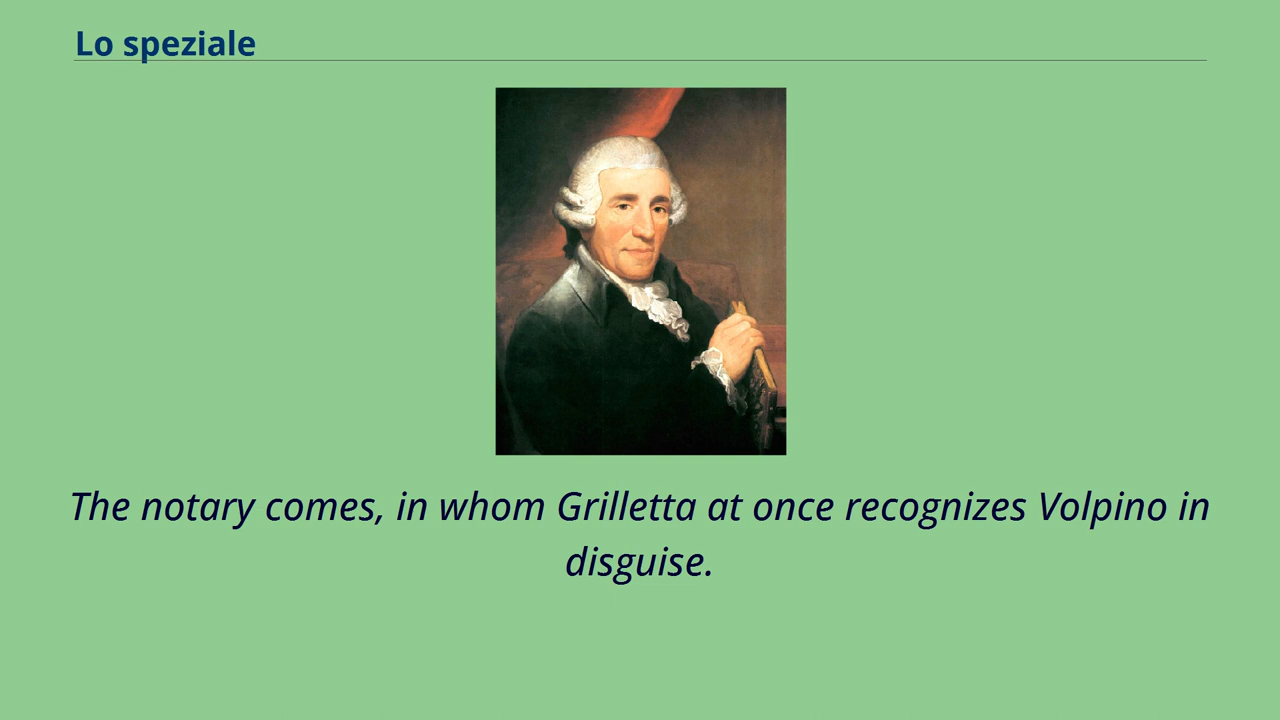 Lo speziale
The notary comes, in whom Grilletta at once recognizes Volpino in
disguise.